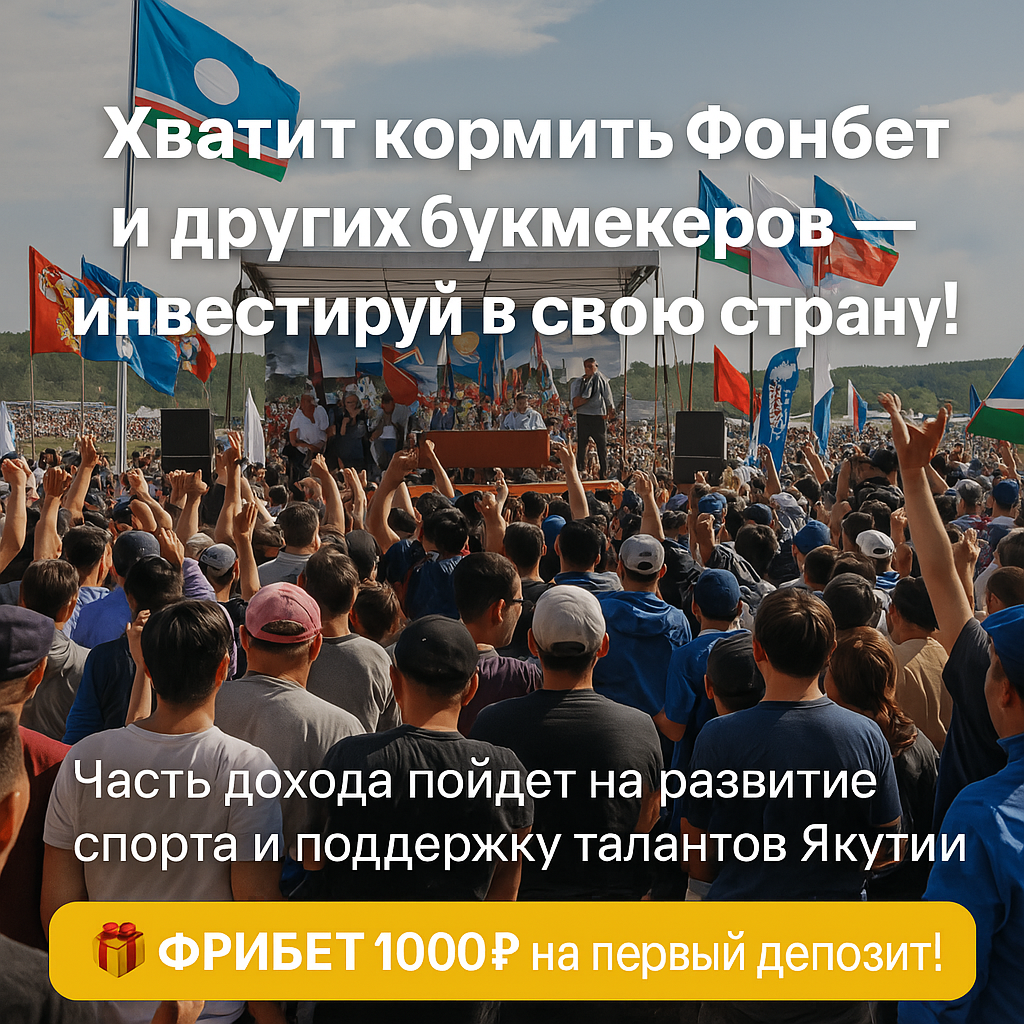 Хватит кормить Фонбет
и других букмекеров —
инвестируй в свою страну!
Часть дохода пойдет на развитие
спорта и поддержку талантов Якутии
ФРИБЕТ 1000₽ на первый депозит!